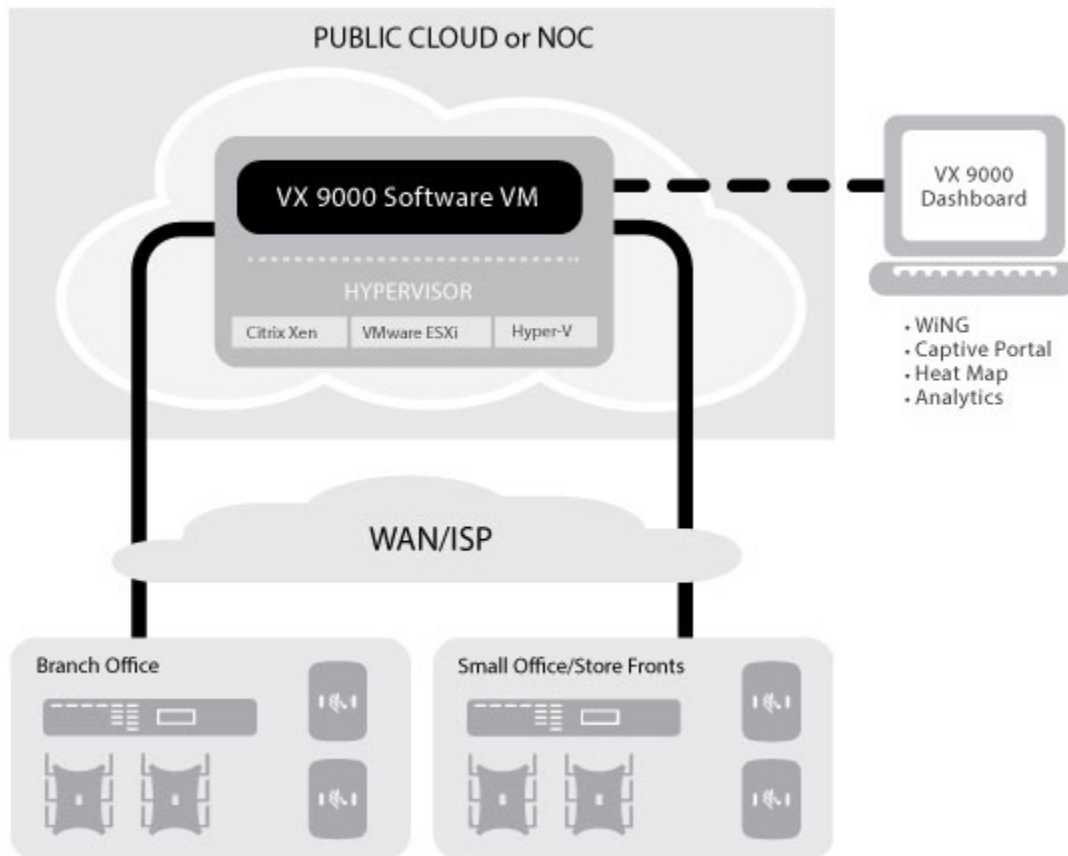 PUBLIC CLOUD or NOC
VX 9000 Software VM
HYPERVISOR
Citrix Xen
VMware ESXi
Hyper-V
VX 9000
Dashboard
• WiNG
• Captive Portal
• Heat Map
• Analytics
WAN/ISP
Branch Office
Small Office/Store Fronts